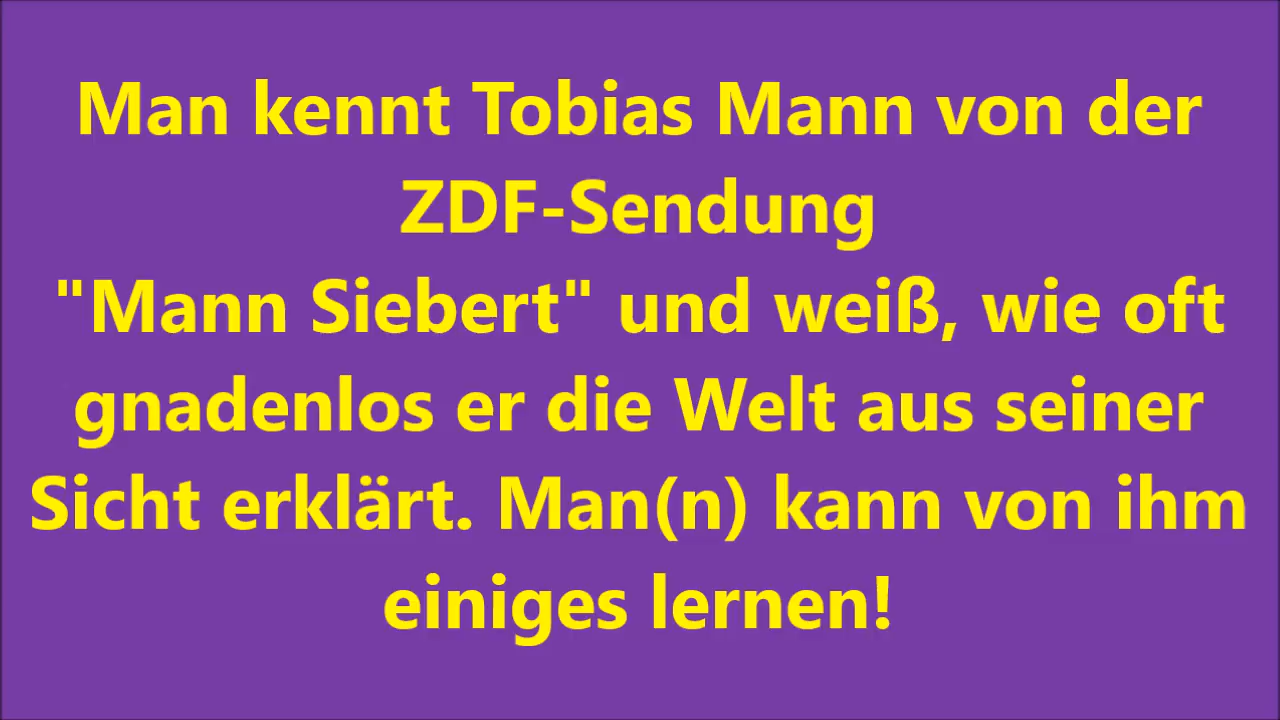 Man kennt Tobias Mann von der
ZDF-Sendung
"Mann Siebert" und weiß, wie oft
gnadenlos er die Welt aus seiner
Sicht erklärt. Man(n) kann von ihm
einiges lernen!